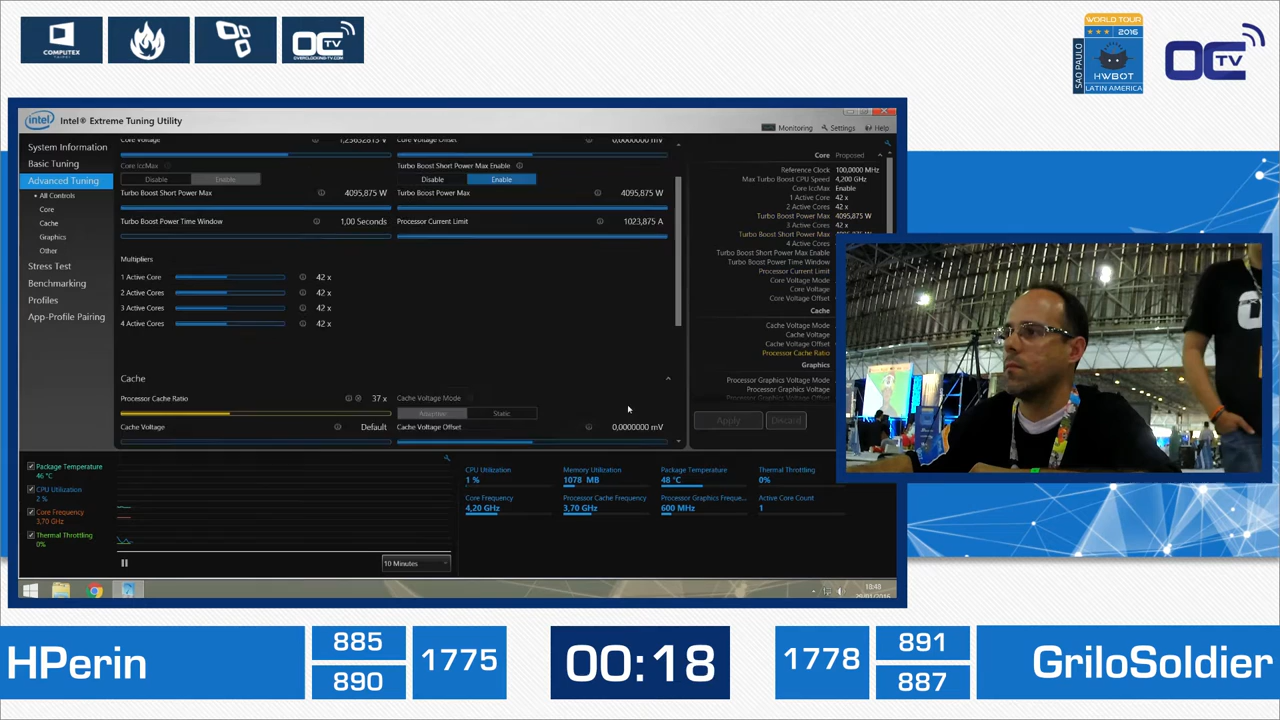 COMPUTEX
OCTV
OVERCLOCKING-TV.COM
SAO PAULO
WORLD TOUR
2016
HWBOT
LATIN AMERICA
OC
TV
intel
Intel® Extreme Tuning Utility
Monitoring
Settings
Help
System Information
Basic Tuning
Advanced Tuning
All Controls
Core
Cache
Graphics
Other
Stress Test
Benchmarking
Profiles
App-Profile Pairing
Core Voltage
Core Voltage Offset
0,0000000 mV
Core IccMax
Disable
Enable
Turbo Boost Short Power Max Enable
Disable
Enable
Turbo Boost Short Power Max
4095,875 W
Turbo Boost Power Max
4095,875 W
Turbo Boost Power Time Window
1,00 Seconds
Processor Current Limit
1023,875 A
Multipliers
1 Active Core
42 x
2 Active Cores
42 x
3 Active Cores
42 x
4 Active Cores
42 x
Cache
Processor Cache Ratio
37 x
Cache Voltage Mode
Adaptive
Static
Cache Voltage
Default
Cache Voltage Offset
0,0000000 mV
Core
Proposed
Reference Clock
100,0000 MHz
Max Turbo Boost CPU Speed
4,200 GHz
Core IccMax
Enable
1 Active Core
42 x
2 Active Cores
42 x
Turbo Boost Power Max
4095,875 W
3 Active Cores
42 x
Turbo Boost Short Power Max
4 Active Cores
Turbo Boost Short Power Max Enable
Turbo Boost Power Time Window
Processor Current Limit
Core Voltage Mode
Core Voltage
Core Voltage Offset
Cache
Cache Voltage Mode
Cache Voltage
Cache Voltage Offset
Processor Cache Ratio
Graphics
Processor Graphics Voltage Mode
Processor Graphics Voltage
Apply
Discard
Package Temperature
46 °C
CPU Utilization
2 %
Core Frequency
3,70 GHz
Thermal Throttling
0%
10 Minutes
CPU Utilization
1 %
Memory Utilization
1078 MB
Package Temperature
48 °C
Thermal Throttling
0%
Core Frequency
4,20 GHz
Processor Cache Frequency
3,70 GHz
Processor Graphics Freque...
600 MHz
Active Core Count
1
18:48
29/01/2016
HPerin
885
890
1775
00:18
1778
891
887
GriloSoldier